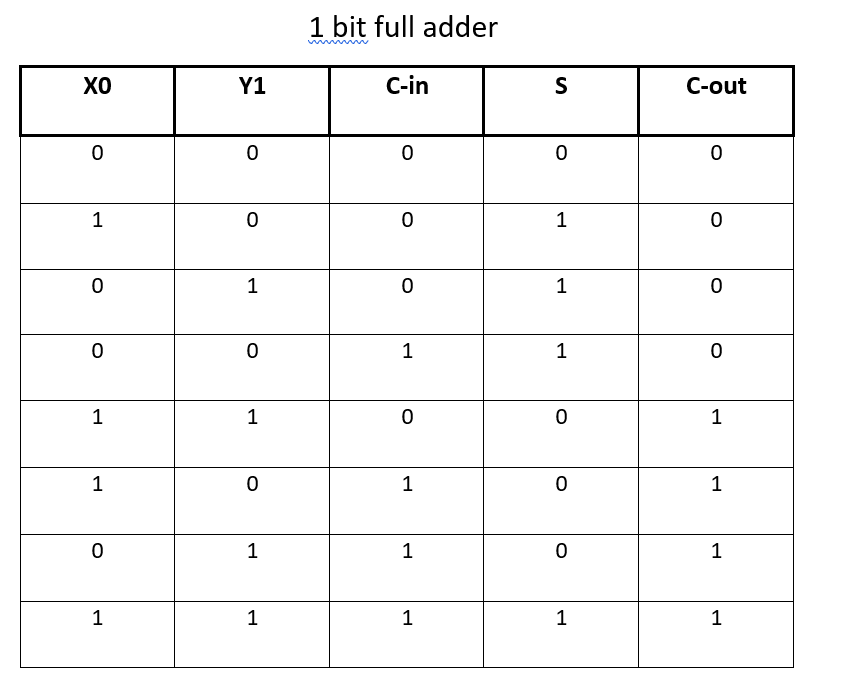 1 bit full adder
X0 Y1 C-in S C-out
0 0 0 0 0
1 0 0 1 0
0 1 0 1 0
0 0 1 1 0
1 1 0 0 1
1 0 1 0 1
0 1 1 0 1
1 1 1 1 1